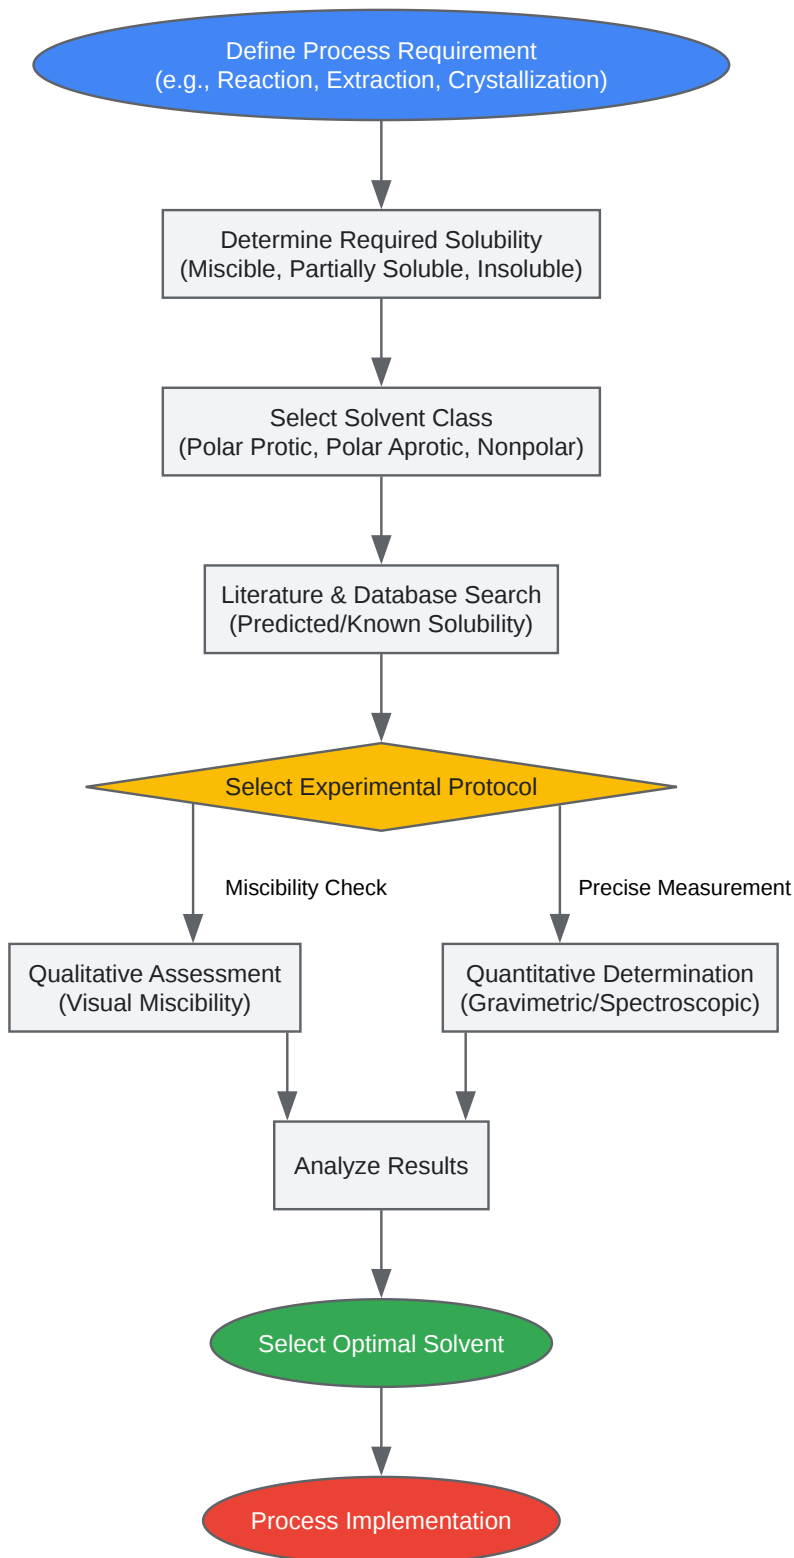 Define Process Requirement
(e.g., Reaction, Extraction, Crystallization)
Determine Required Solubility
(Miscible, Partially Soluble, Insoluble)
Select Solvent Class
(Polar Protic, Polar Aprotic, Nonpolar)
Literature & Database Search
(Predicted/Known Solubility)
Select Experimental Protocol
Miscibility Check
Precise Measurement
Qualitative Assessment
(Visual Miscibility)
Quantitative Determination
(Gravimetric/Spectroscopic)
Analyze Results
Select Optimal Solvent
Process Implementation